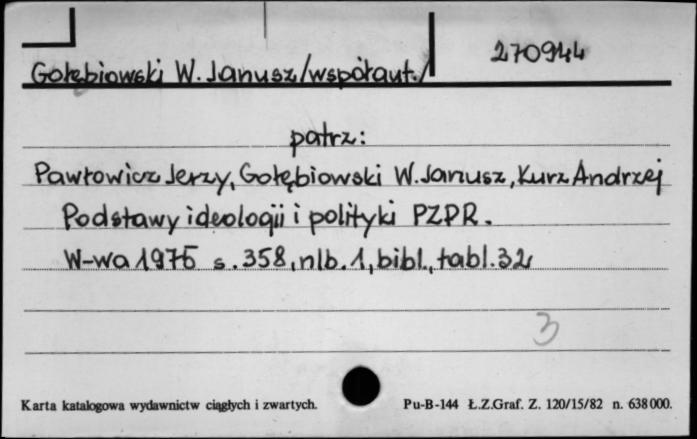 270944
Gołębiowski W. Janusz/współaut./
patrz:
Pawłowicz Jerzy, Gołębiowski W. Janusz, Kurz Andrzej
Podstawy ideologii i polityki PZPR.
W-wa 1975 s. 358, nlb. 1, bibl., tabl. 32
3
Karta katalogowa wydawnictw ciągłych i zwartych. Pu-B-144 Ł.Z.Graf. Z. 120/15/82 n. 638000.